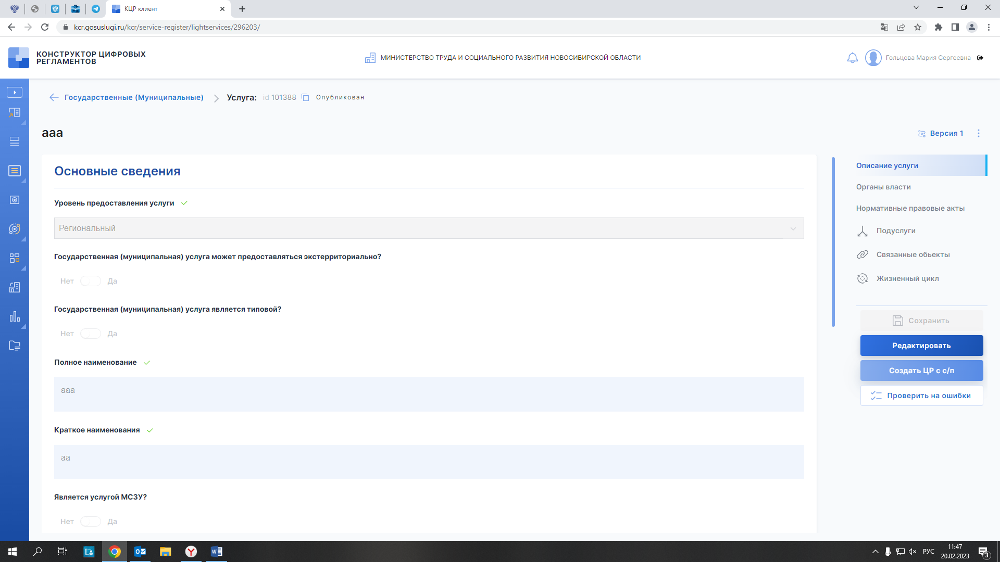 КЦР клиент
kcr.gosuslugi.ru/kcr/service-register/lightservices/296203/
КОНСТРУКТОР ЦИФРОВЫХ
РЕГЛАМЕНТОВ
МИНИСТЕРСТВО ТРУДА И СОЦИАЛЬНОГО РАЗВИТИЯ НОВОСИБИРСКОЙ ОБЛАСТИ
Гольцова Мария Сергеевна
Государственные (Муниципальные)
Услуга: id 101388 Опубликован
ааа
Версия 1
Основные сведения
Уровень предоставления услуги
Региональный
Государственная (муниципальная) услуга может предоставляться экстерриториально?
Нет Да
Государственная (муниципальная) услуга является типовой?
Нет Да
Полное наименование
ааа
Краткое наименования
аа
Является услугой МСЗУ?
Нет Да
Описание услуги
Органы власти
Нормативные правовые акты
Подуслуги
Связанные обьекты
Жизненный цикл
Сохранить
Редактировать
Создать ЦР с с/п
Проверить на ошибки
РУС
11:47
20.02.2023
3